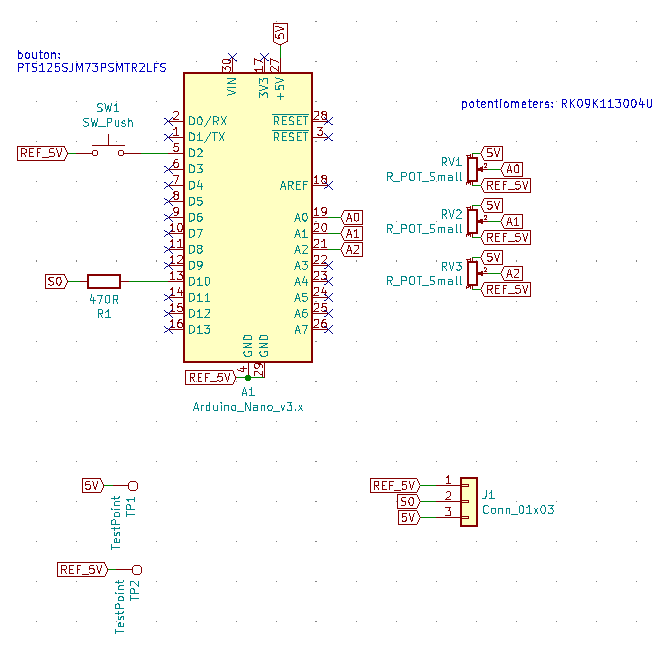 5V
bouton:
PTS125SJM73PSMTR2LFS
30
17
27
VIN
3V3
+5V
potentiometers: RK09K113004U
SW1
SW_Push
2 D0/RX
RESET 28
1 D1/TX
RESET 3
REF_5V
5 D2
6 D3
7 D4
AREF 18
8 D5
9 D6
A0 19 A0
10 D7
A1 20 A1
11 D8
A2 21 A2
12 D9
A3 22
S0
13 D10
A4 23
470R
R1
14 D11
A5 24
15 D12
A6 25
16 D13
A7 26
GND
GND
4
29
REF_5V
A1
Arduino_Nano_v3.x
RV1
R_POT_Small
5V
2
A0
REF_5V
RV2
R_POT_Small
5V
2
A1
REF_5V
RV3
R_POT_Small
5V
2
A2
REF_5V
5V
TestPoint
TP1
REF_5V
TestPoint
TP2
REF_5V 1
S0 2
5V 3
J1
Conn_01x03